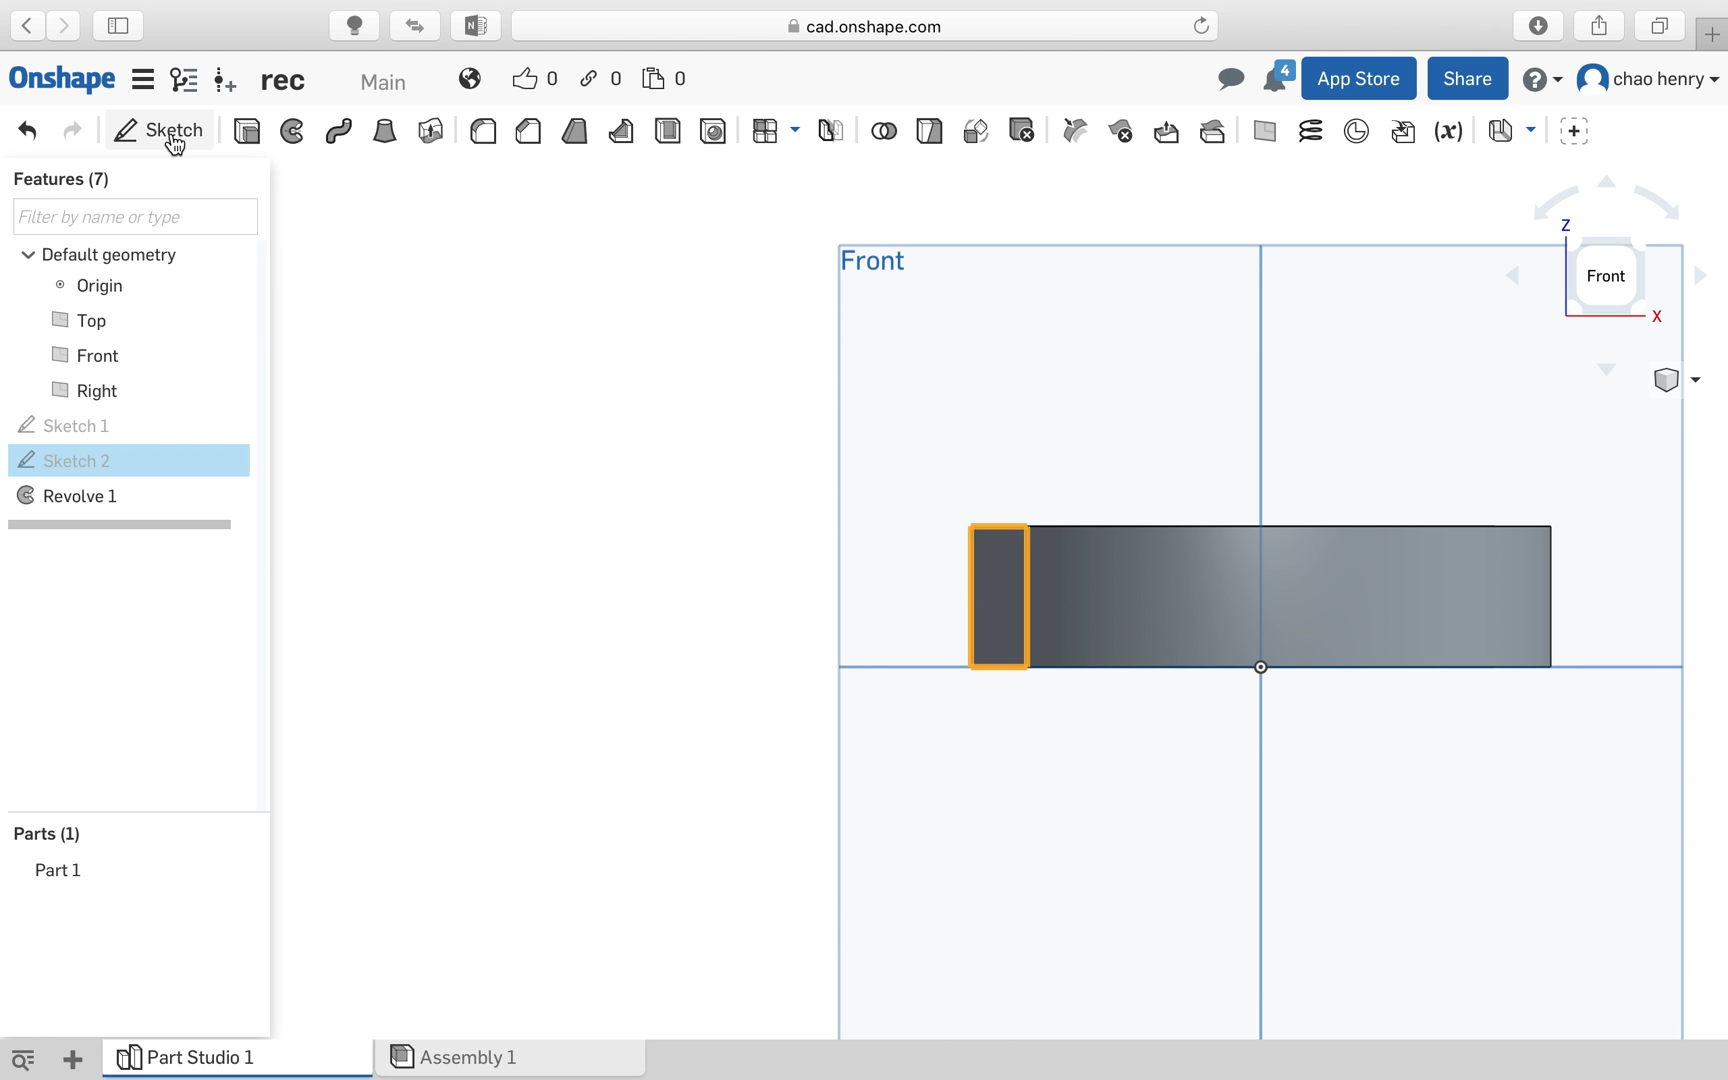 cad.onshape.com
Onshape rec Main 0 0 0 4 App Store Share ? chao henry
Sketch (x)
Features (7)
Filter by name or type
Default geometry
Origin
Top
Front
Right
Sketch 1
Sketch 2
Revolve 1
Parts (1)
Part 1
Front
Z
Front
X
Part Studio 1 Assembly 1